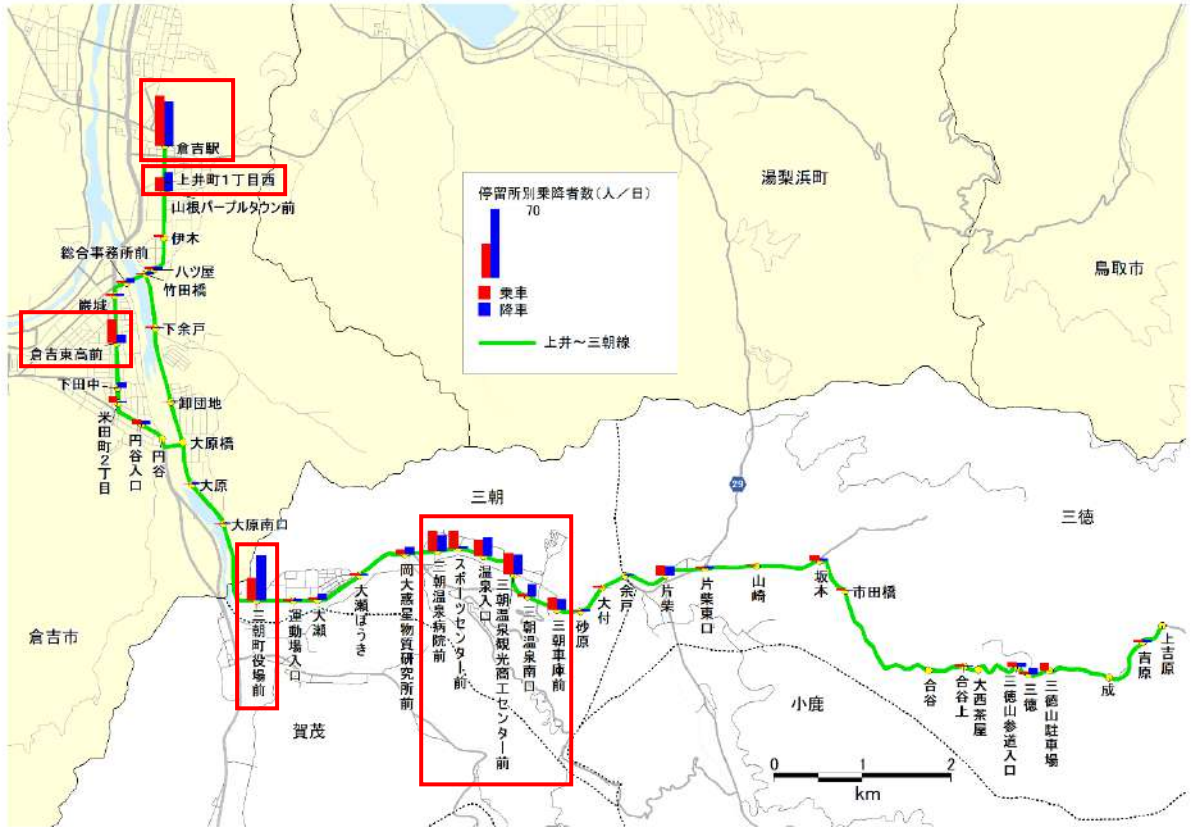 倉吉駅
上井町1丁目西
山根パープルタウン前
伊木
総合事務所前
八ツ屋
竹田橋
巌城
下余戸
倉吉東高前
下田中
卸団地
米田町2丁目
円谷入口
円谷
大原橋
大原
大原南口
停留所別乗降者数(人/日)
70
乗車
降車
上井~三朝線
湯梨浜町
鳥取市
三朝
29
三徳
倉吉市
三朝町役場前
運動場入口
大瀬
大瀬ぼうき
岡大惑星物質研究所前
三朝温泉病院前
スポーツセンター前
温泉入口
三朝温泉観光商工センター前
三朝温泉南口
三朝車庫前
砂原
大付
余戸
片柴
片柴東口
山崎
坂本
市田橋
合谷
合谷上
大西茶屋
三徳山参道入口
三徳
三徳山駐車場
成
吉原
上吉原
賀茂
小鹿
0 1 2
km